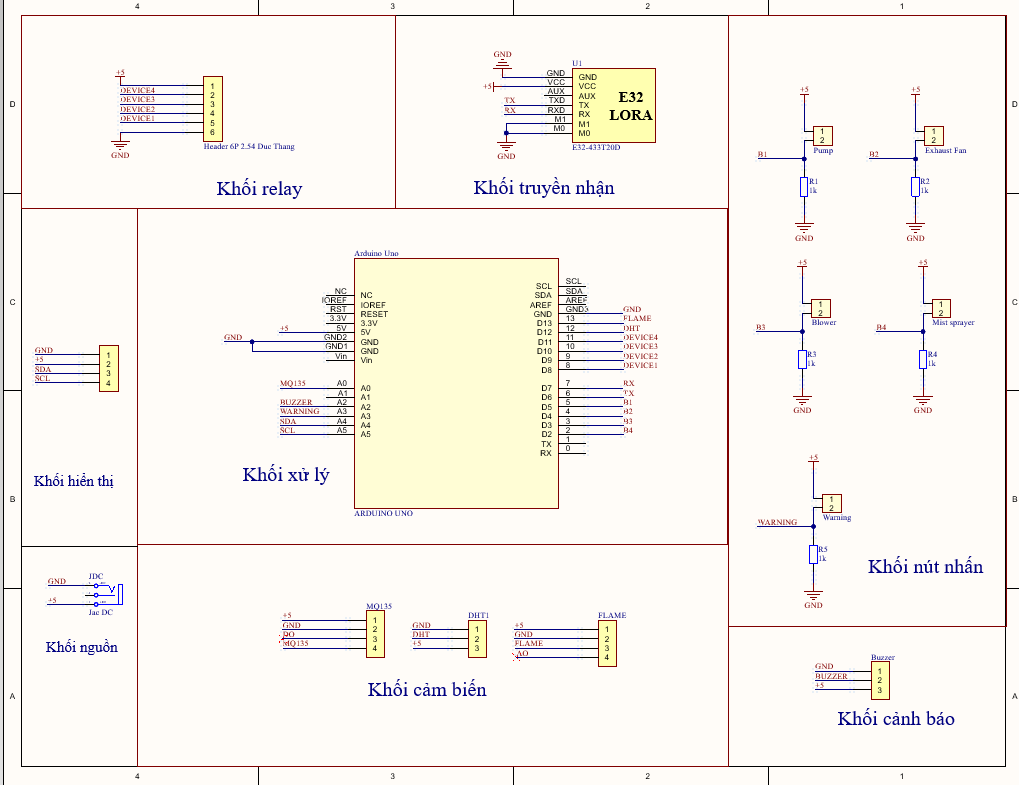 4 3 2 1
D
+5
DEVICE4
DEVICE3
DEVICE2
DEVICE1
GND
1
2
3
4
5
6
Header 6P 2.54 Duc Thang
Khối relay
GND
+5
TX
RX
GND
GND
VCC
AUX
TXD
RXD
M1
M0
U1
GND
VCC
AUX
TX
RX
M1
M0
E32
LORA
E32-433T20D
Khối truyền nhận
+5
1
2
Pump
B1
R1
1k
GND
+5
1
2
Exhaust Fan
B2
R2
1k
GND
D
C
+5
1
2
Blower
B3
R3
1k
GND
+5
1
2
Mist sprayer
B4
R4
1k
GND
C
GND
+5
SDA
SCL
1
2
3
4
Khối hiển thị
Arduino Uno
NC
IOREF
RST
3.3V
+5
5V
GND
GND2
GND1
Vin
MQ135
A0
A1
BUZZER
A2
WARNING
A3
SDA
A4
SCL
A5
NC
IOREF
RESET
3.3V
5V
GND
GND
Vin
A0
A1
A2
A3
A4
A5
SCL
SDA
AREF
GND
D13
D12
D11
D10
D9
D8
D7
D6
D5
D4
D3
D2
TX
RX
SCL
SDA
AREF
GND3
13
12
11
10
9
8
7
6
5
4
3
2
1
0
GND
FLAME
DHT
DEVICE4
DEVICE3
DEVICE2
DEVICE1
RX
TX
B1
B2
B3
B4
ARDUINO UNO
Khối xử lý
B
+5
1
2
Warning
WARNING
R5
1k
GND
Khối nút nhấn
B
JDC
GND
+5
Jac DC
Khối nguồn
A
MQ135
+5
GND
DO
MQ135
1
2
3
4
DHT1
GND
DHT
+5
1
2
3
FLAME
+5
GND
FLAME
AO
1
2
3
4
Khối cảm biến
Buzzer
GND
BUZZER
+5
1
2
3
Khối cảnh báo
A
4 3 2 1